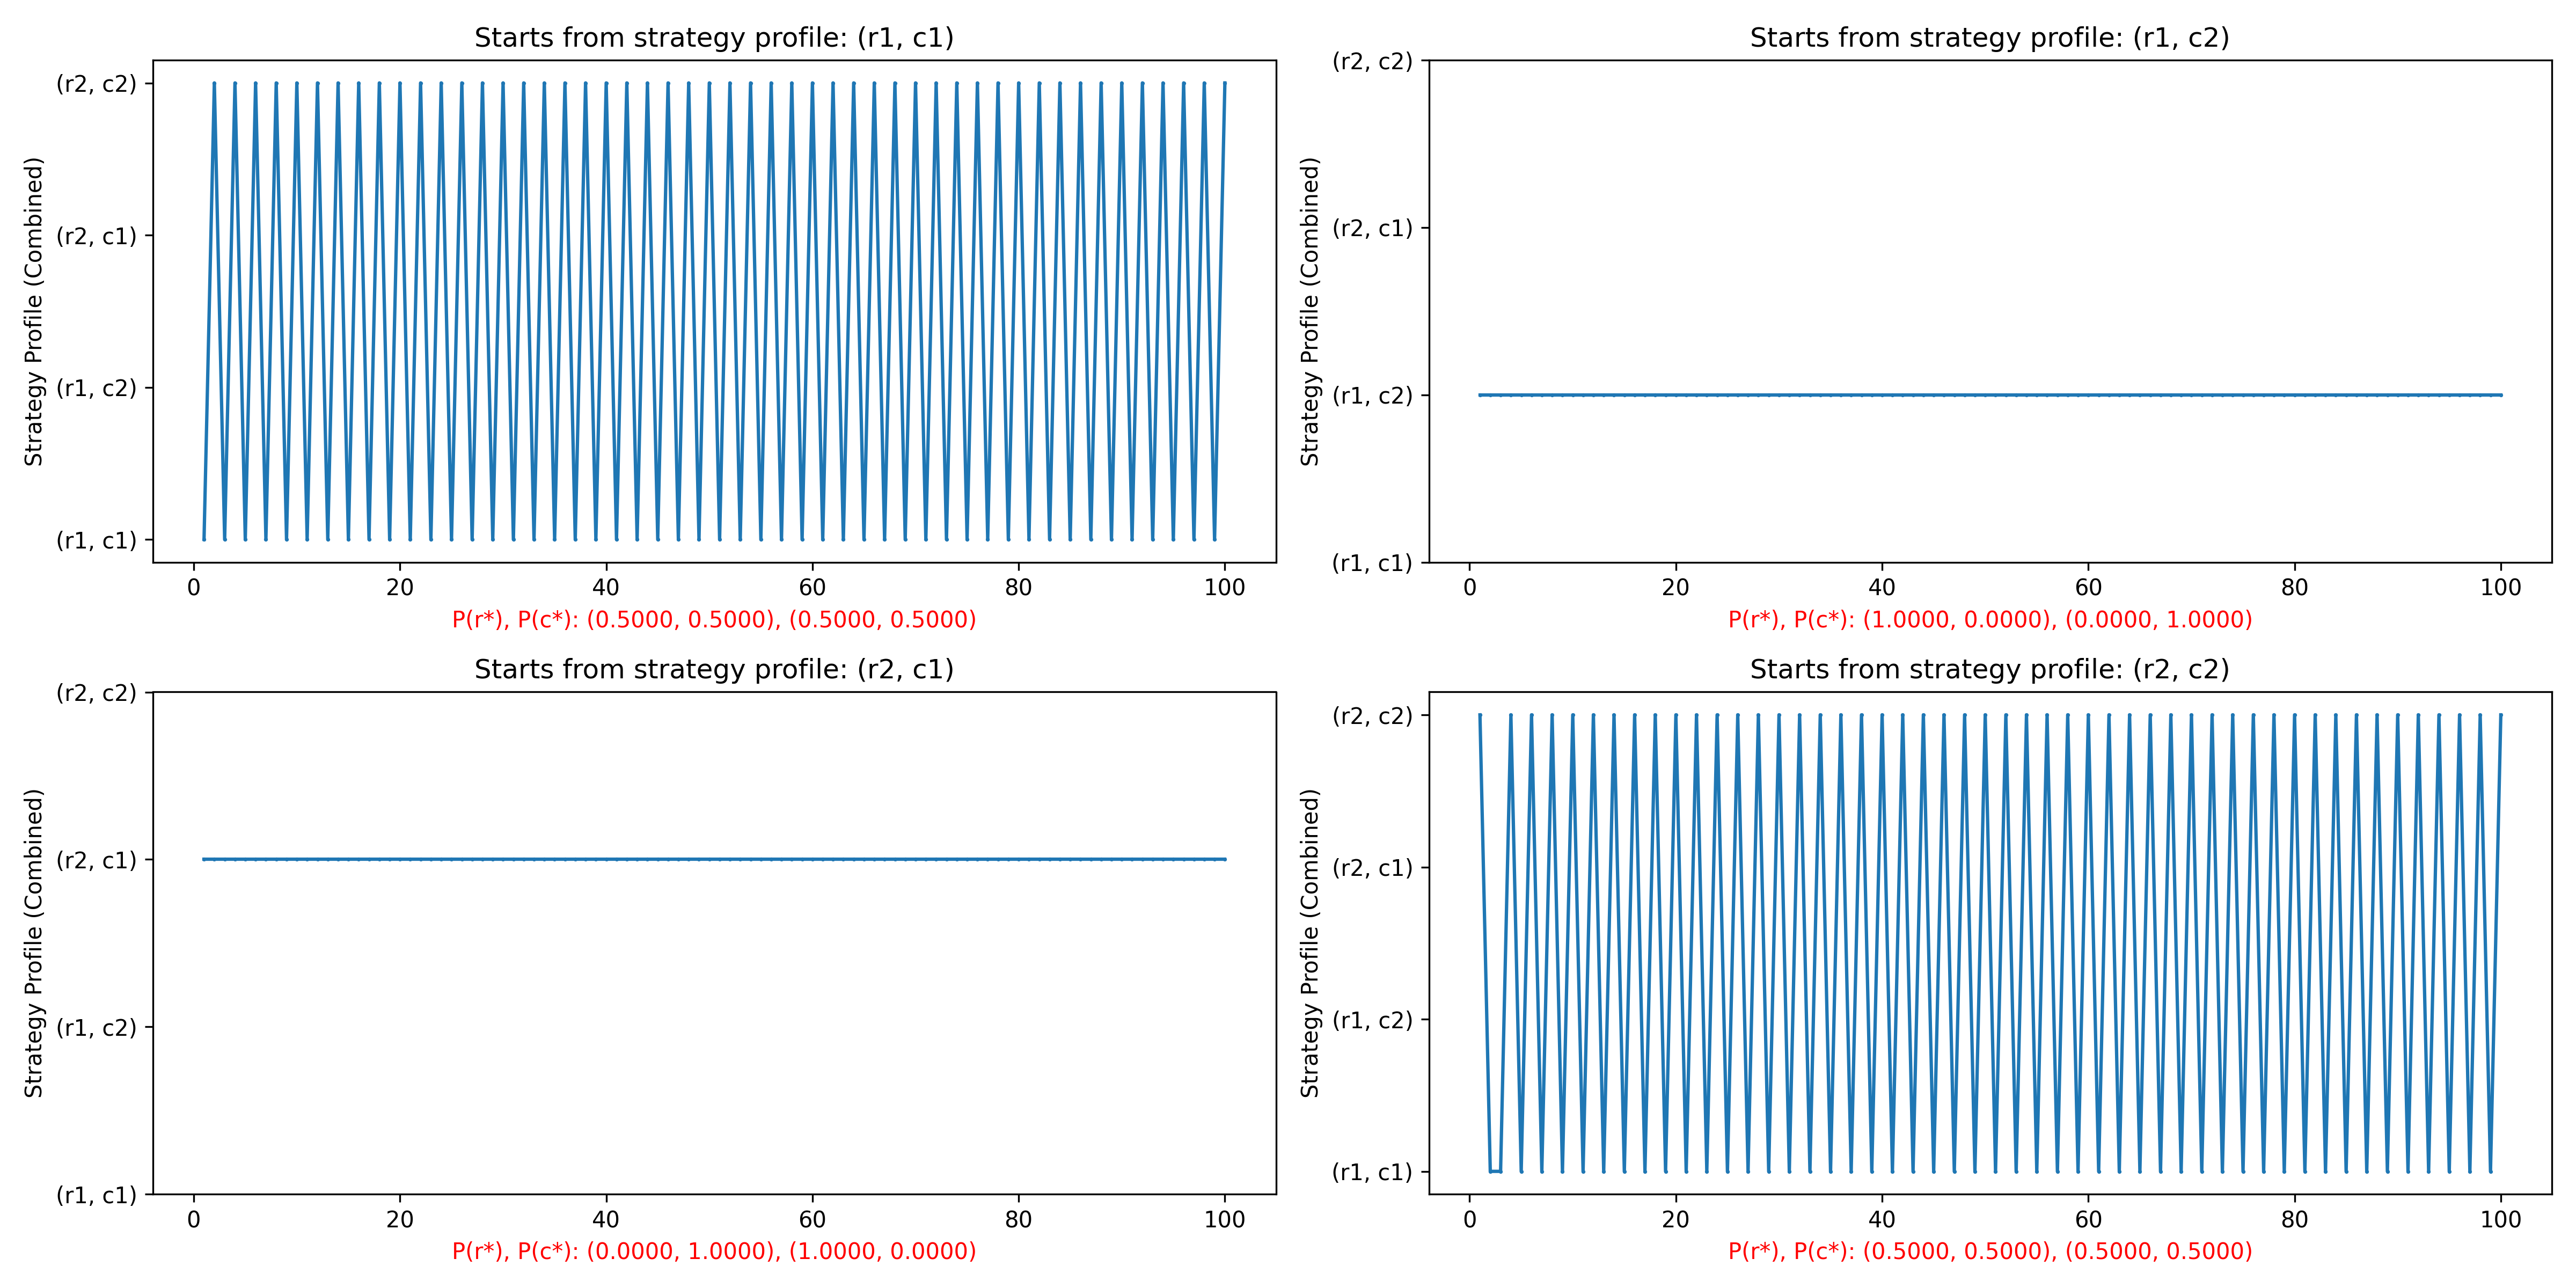 Starts from strategy profile: (r1, c1)
Strategy Profile (Combined)
(r2, c2)
(r2, c1)
(r1, c2)
(r1, c1)
0 20 40 60 80 100
P(r*), P(c*): (0.5000, 0.5000), (0.5000, 0.5000)
Starts from strategy profile: (r1, c2)
Strategy Profile (Combined)
(r2, c2)
(r2, c1)
(r1, c2)
(r1, c1)
0 20 40 60 80 100
P(r*), P(c*): (1.0000, 0.0000), (0.0000, 1.0000)
Starts from strategy profile: (r2, c1)
Strategy Profile (Combined)
(r2, c2)
(r2, c1)
(r1, c2)
(r1, c1)
0 20 40 60 80 100
P(r*), P(c*): (0.0000, 1.0000), (1.0000, 0.0000)
Starts from strategy profile: (r2, c2)
Strategy Profile (Combined)
(r2, c2)
(r2, c1)
(r1, c2)
(r1, c1)
0 20 40 60 80 100
P(r*), P(c*): (0.5000, 0.5000), (0.5000, 0.5000)